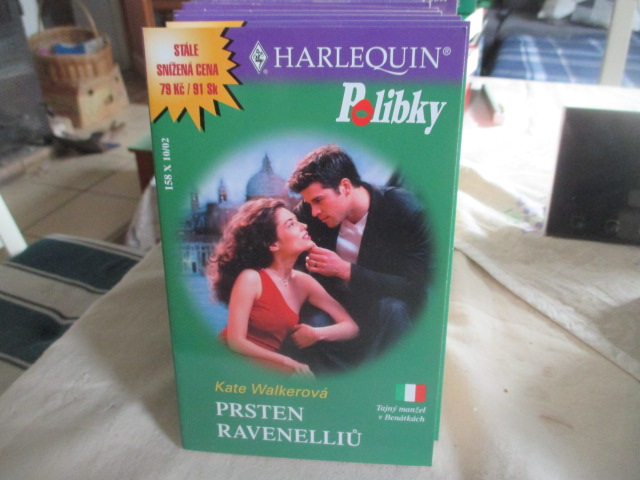 STÁLE
SNÍŽENÁ CENA
79 Kč / 91 Sk
HARLEQUIN®
Polibky
158 X 10/02
Kate Walkerová
PRSTEN
RAVENELLIŮ
Tajný manžel
v Benátkách